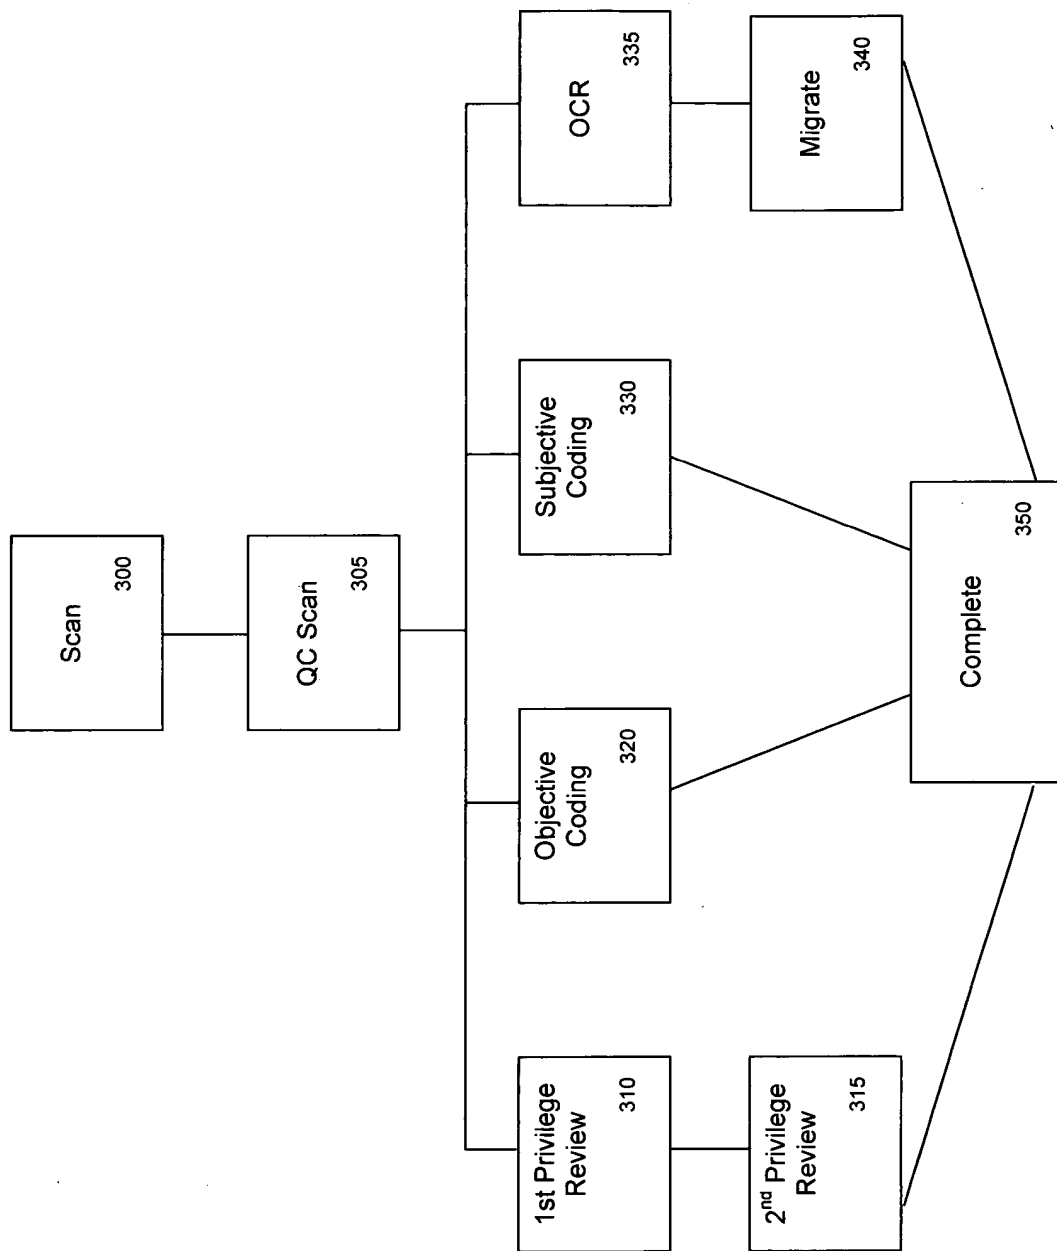 Scan
300
QC Scan
305
1st Privilege
Review
310
Objective
Coding
320
Subjective
Coding
330
OCR
335
2nd Privilege
Review
315
Migrate
340
Complete
350